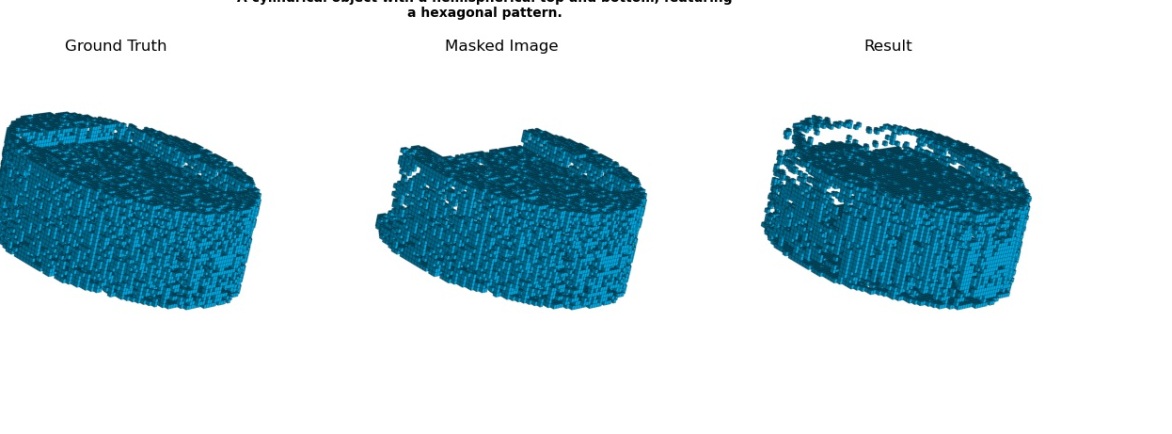 A cylindrical object with a hemispherical top and bottom, featuring
a hexagonal pattern.
Ground Truth
Masked Image
Result